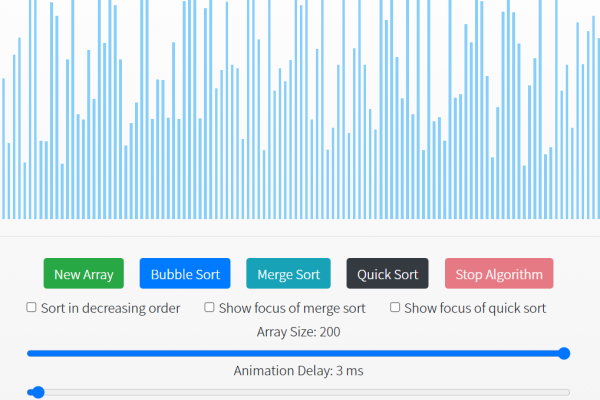 New Array Bubble Sort Merge Sort Quick Sort Stop Algorithm
Sort in decreasing order Show focus of merge sort Show focus of quick sort
Array Size: 200
Animation Delay: 3 ms